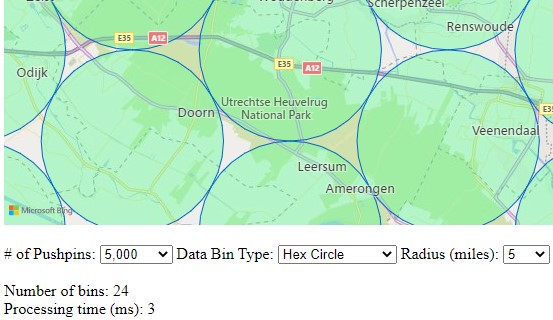 Scherpenzeel
Renswoude
E35 A12
E35 A12
Odijk
E35
Utrechtse Heuvelrug
National Park
Doorn
Veenendaal
Leersum
Amerongen
Microsoft Bing
# of Pushpins: 5,000 Data Bin Type: Hex Circle Radius (miles): 5
Number of bins: 24
Processing time (ms): 3